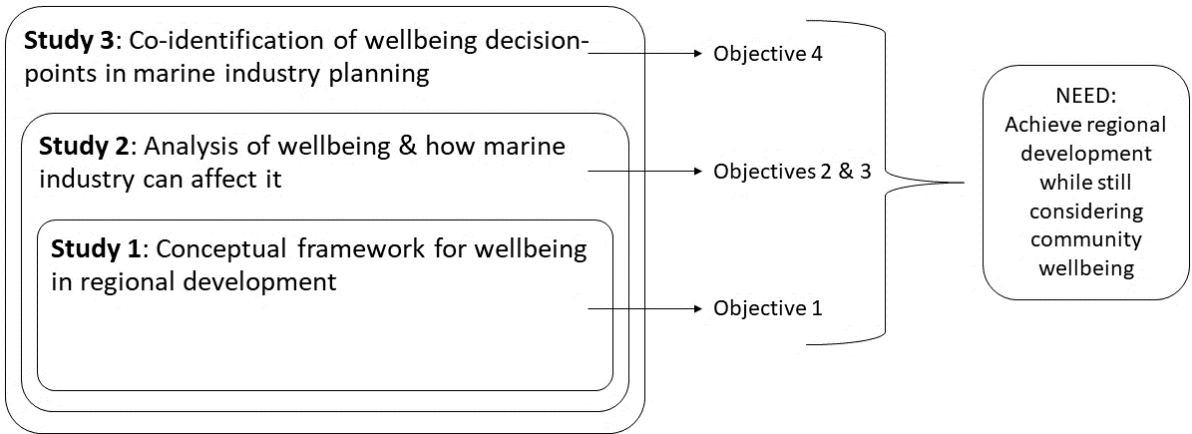 Study 3: Co-identification of wellbeing decision-
points in marine industry planning
Objective 4
Study 2: Analysis of wellbeing & how marine
industry can affect it
Objectives 2 & 3
Study 1: Conceptual framework for wellbeing
in regional development
Objective 1
NEED:
Achieve regional
development
while still
considering
community
wellbeing